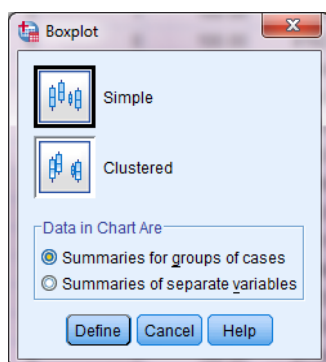 Boxplot
Simple
Clustered
Data in Chart Are
Summaries for groups of cases
Summaries of separate variables
Define Cancel Help